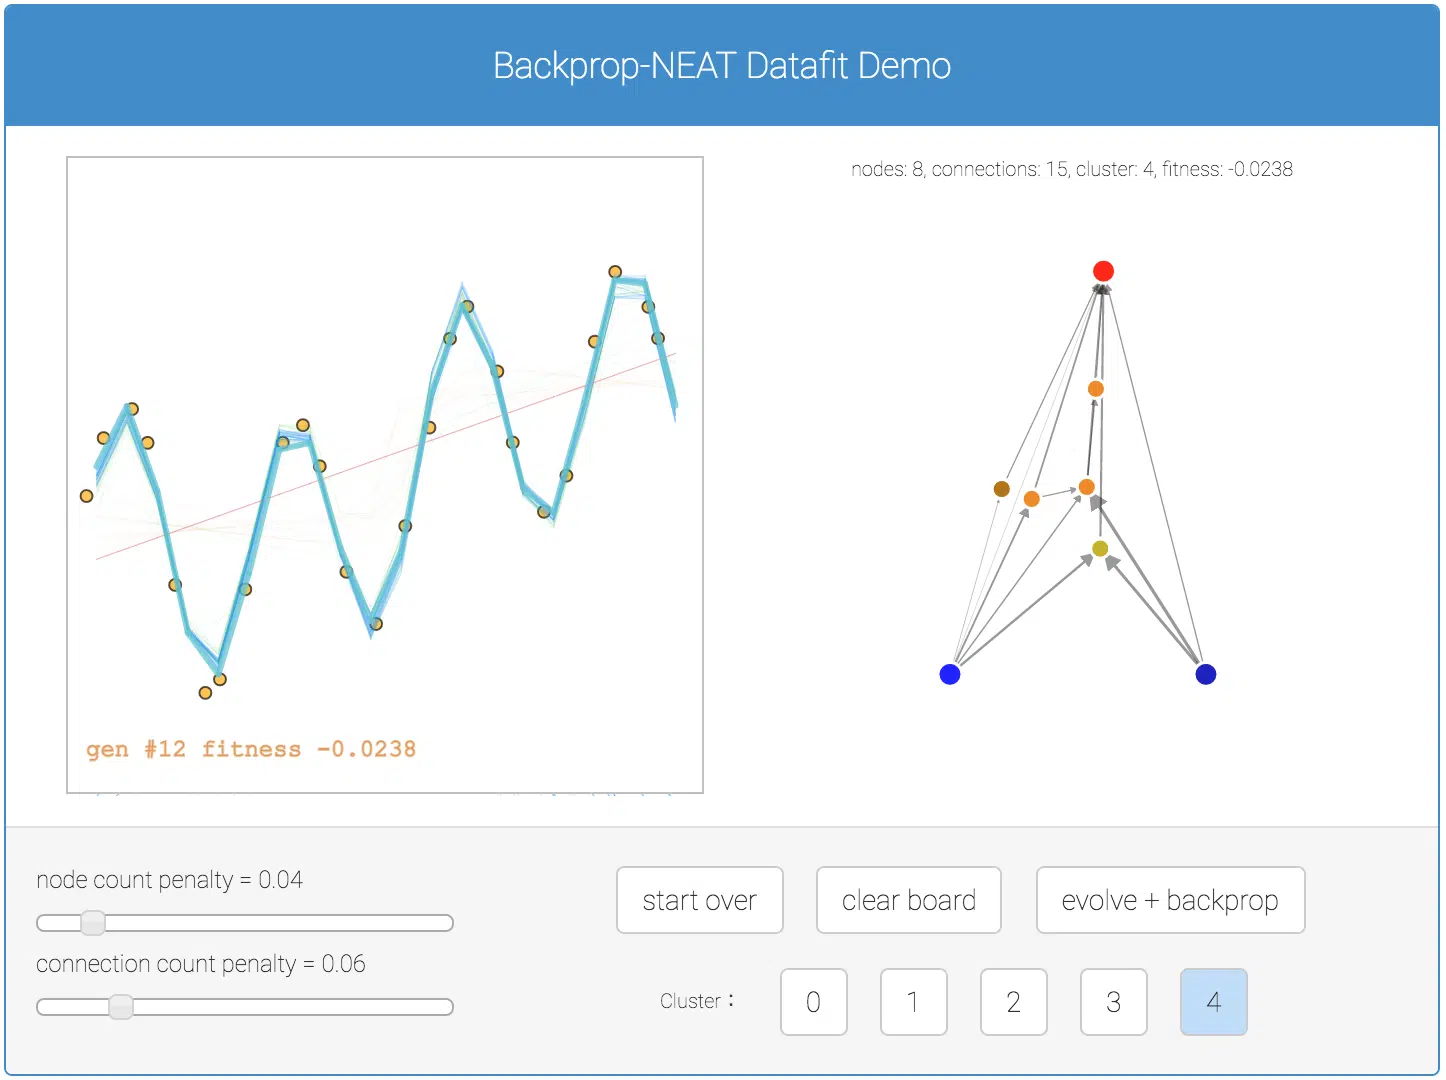 Backprop-NEAT Datafit Demo
nodes: 8, connections: 15, cluster: 4, fitness: -0.0238
gen #12 fitness -0.0238
node count penalty = 0.04
connection count penalty = 0.06
start over
clear board
evolve + backprop
Cluster :
0
1
2
3
4